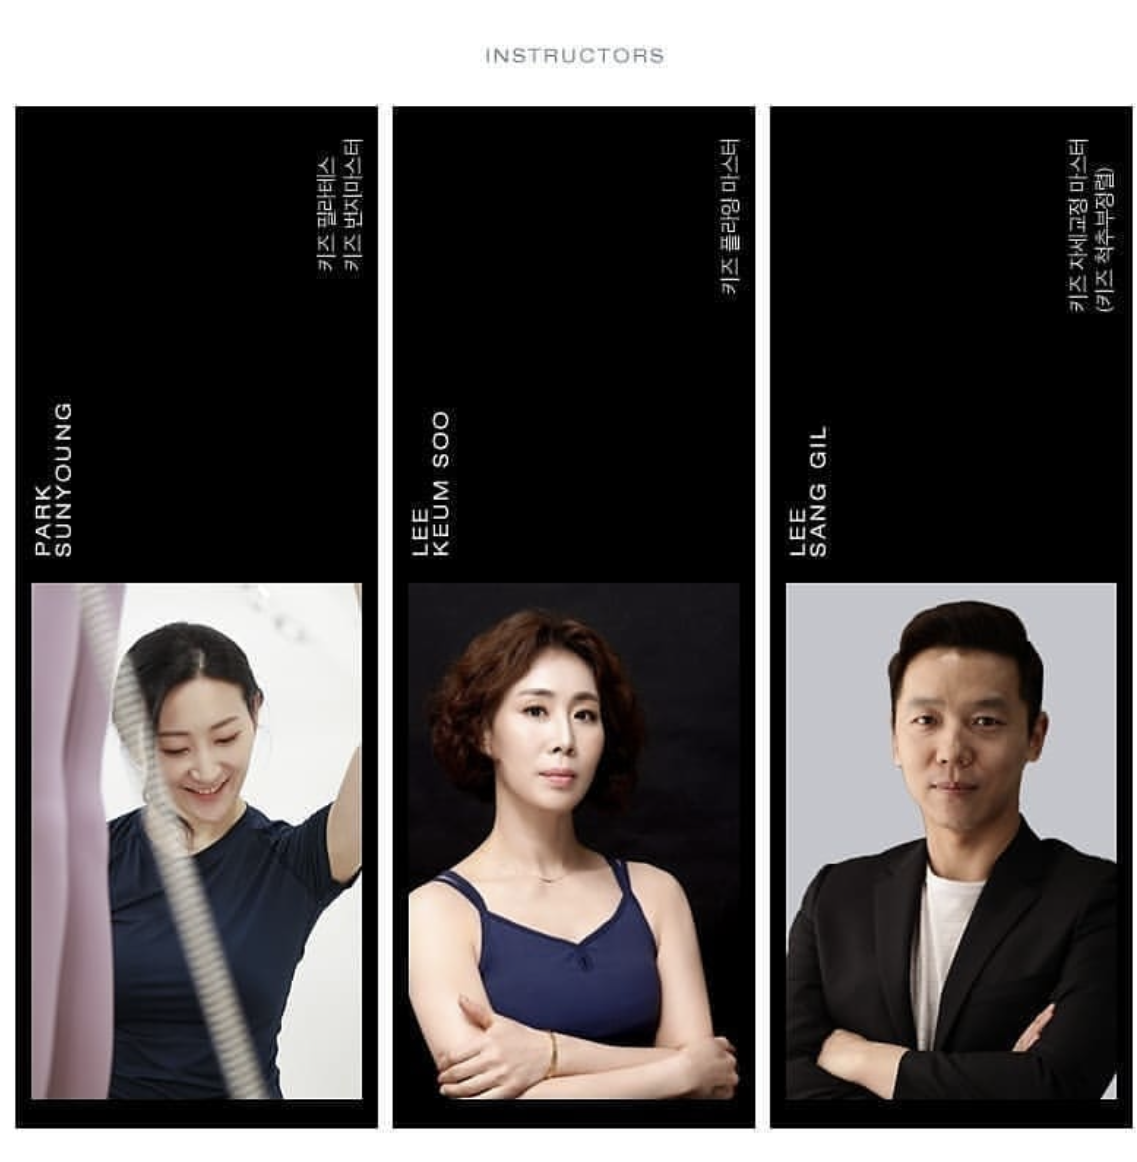 INSTRUCTORS
키즈 필라테스
키즈 번지마스터
PARK
SUNYOUNG
키즈 플라잉 마스터
LEE
KEUM SOO
키즈 자세교정 마스터
(키즈 척추부정렬)
LEE
SANG GIL